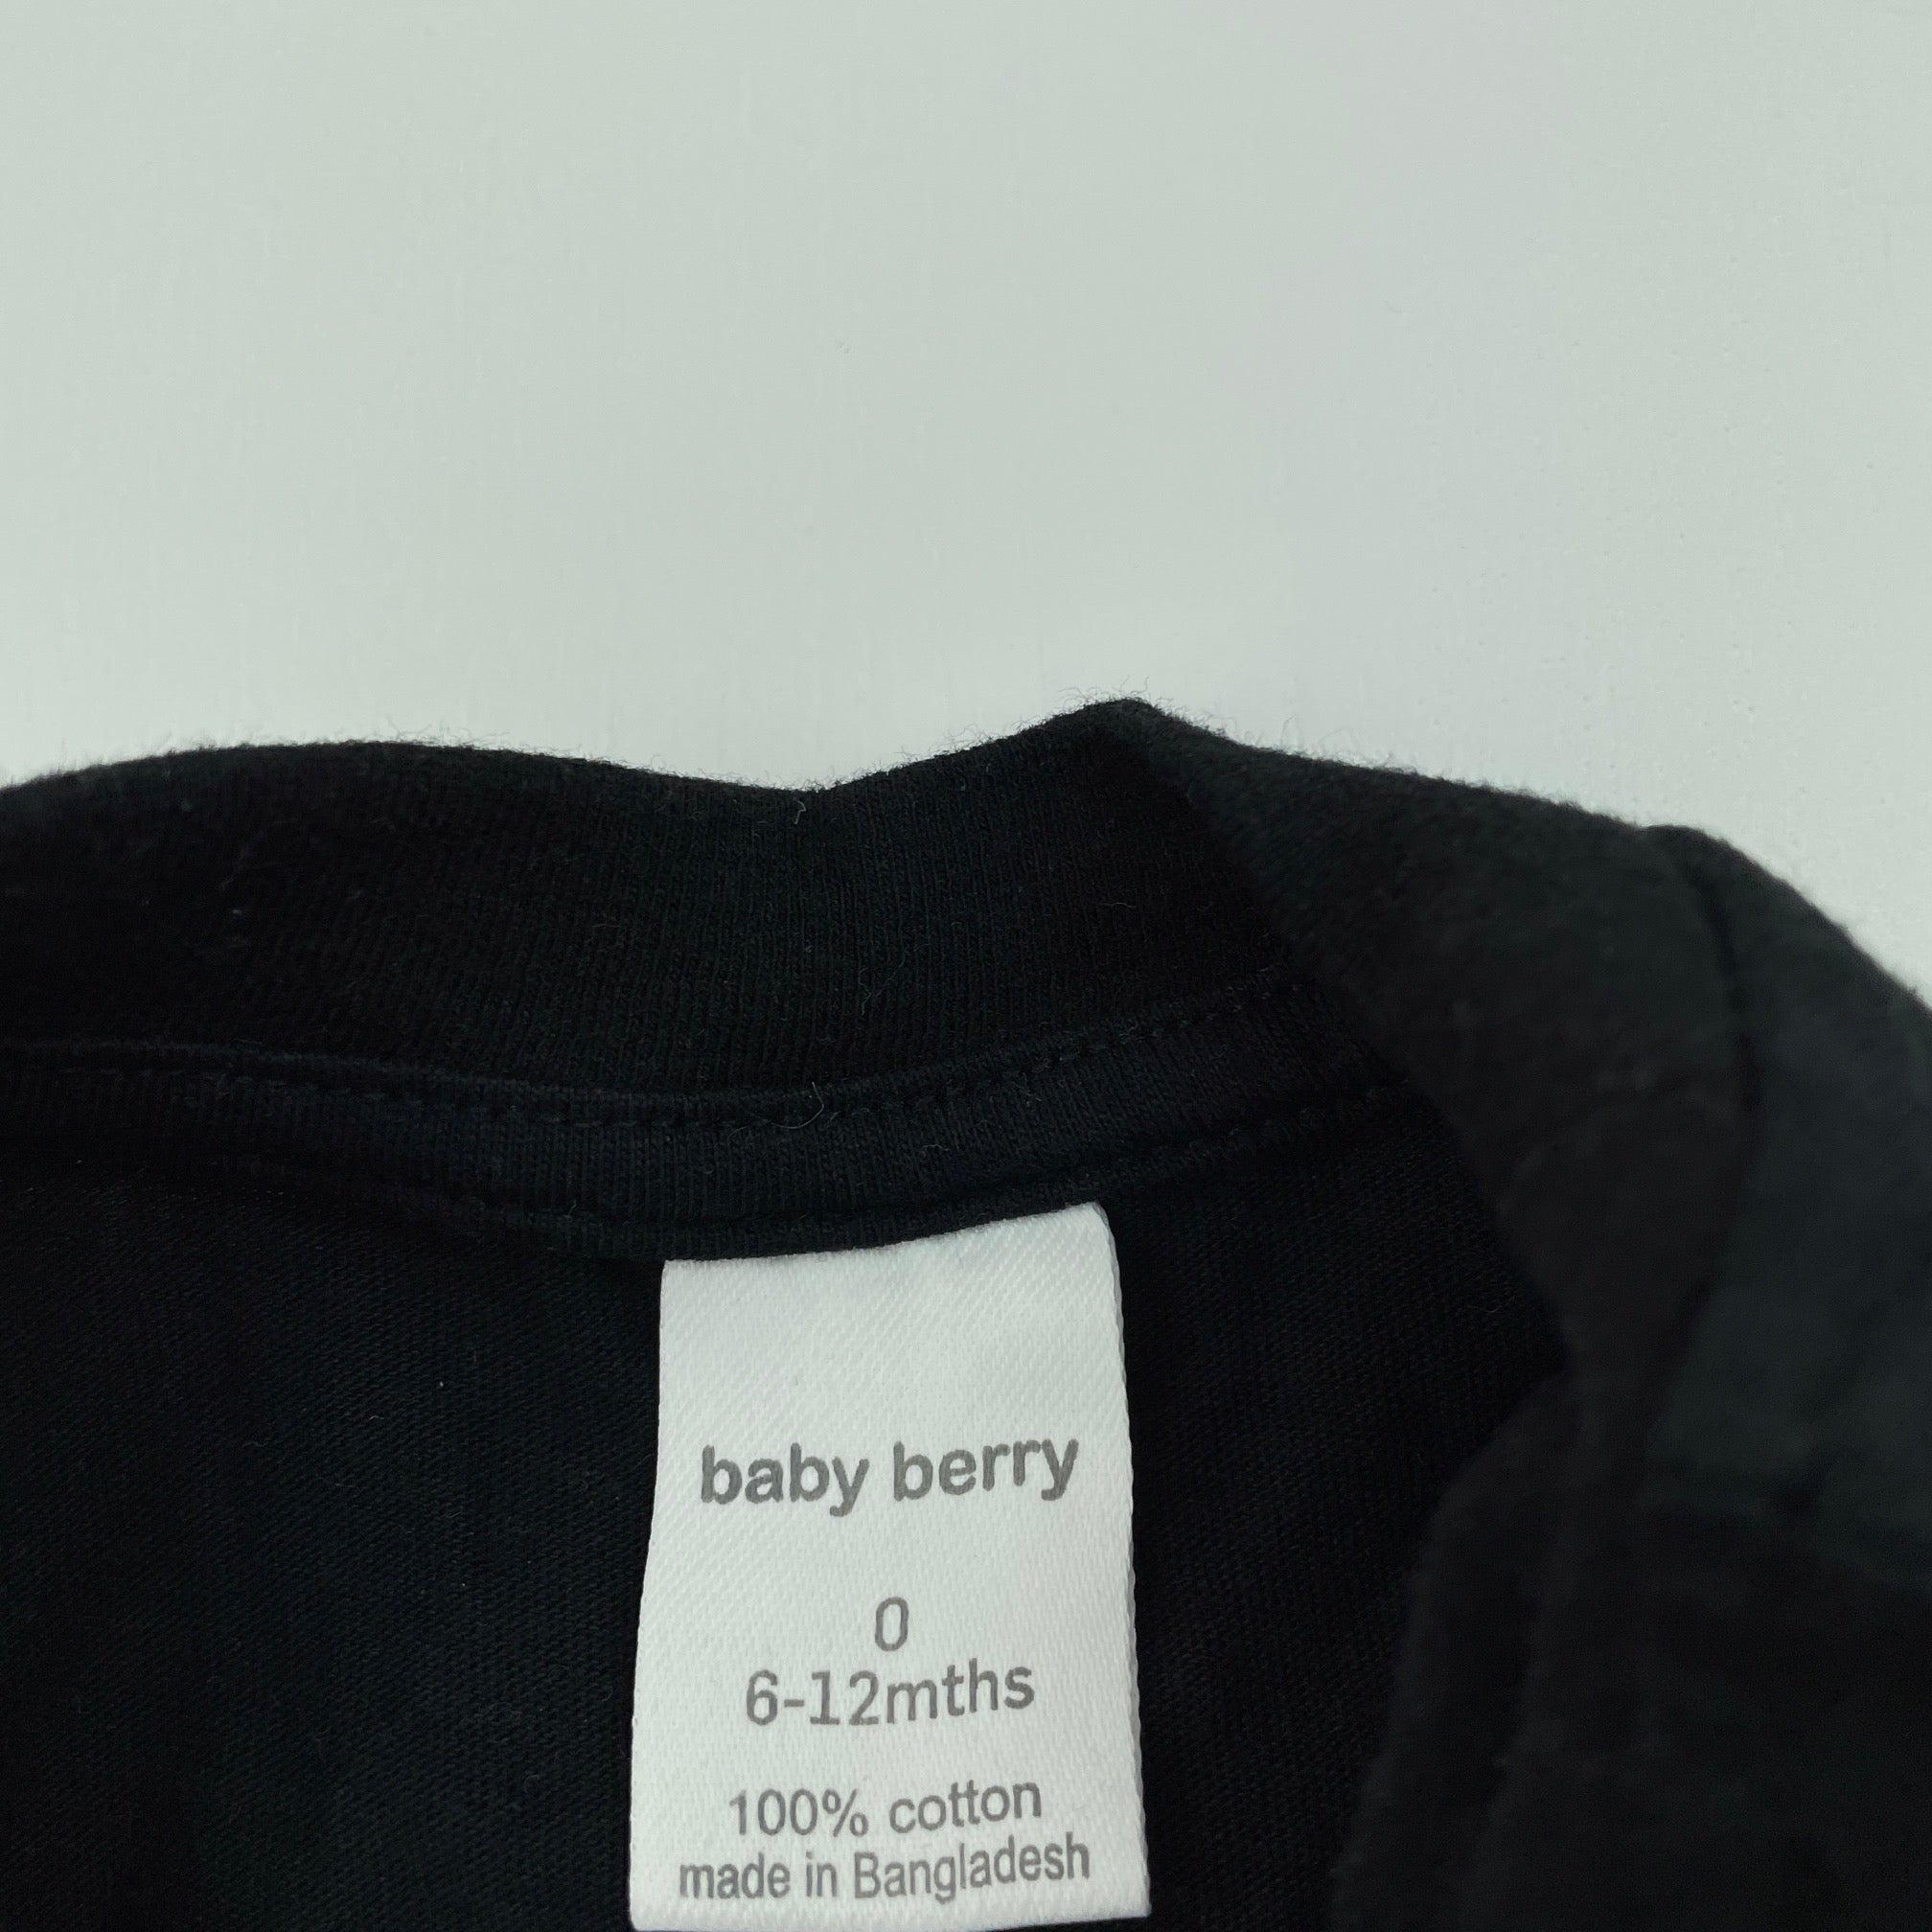 baby berry
0
6-12mths
100% cotton
made in Bangladesh